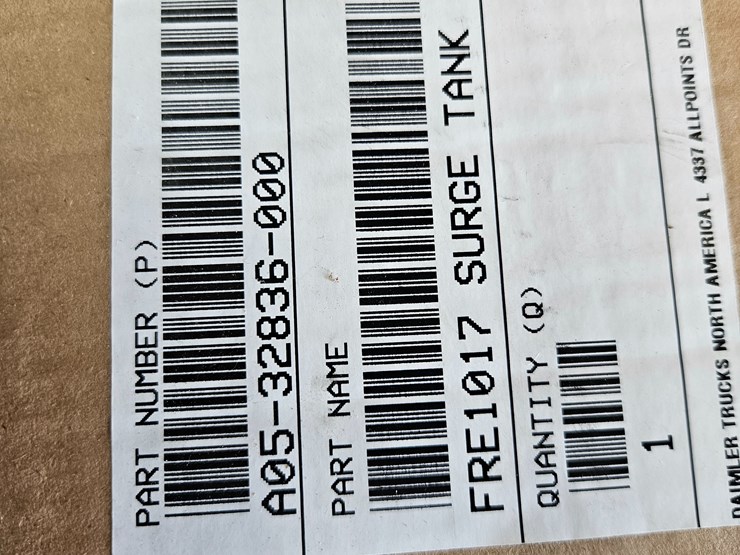 PART NUMBER (P)
A05-32836-000
PART NAME
FRE1017 SURGE TANK
QUANTITY (Q)
1
DAIMLER TRUCKS NORTH AMERICA L 4337 ALLPOINTS DR